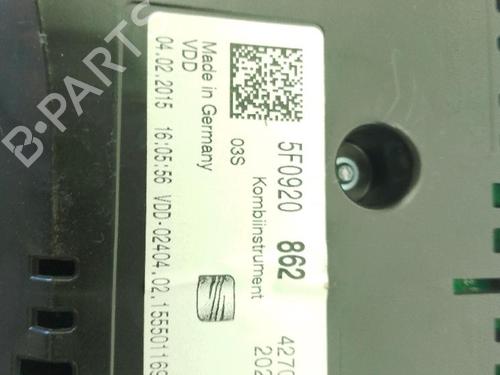 5F0920 862 4270
03S Kombiinstrument 202
Made in Germany
VDD
04.02.2015 16:05:56 VDD-02404.02.155501169
B-PARTS